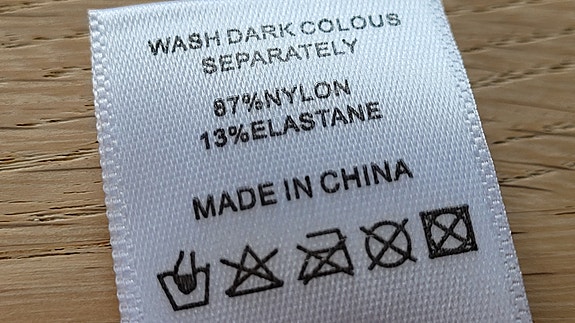 WASH DARK COLOUS
SEPARATELY
87%NYLON
13%ELASTANE
MADE IN CHINA